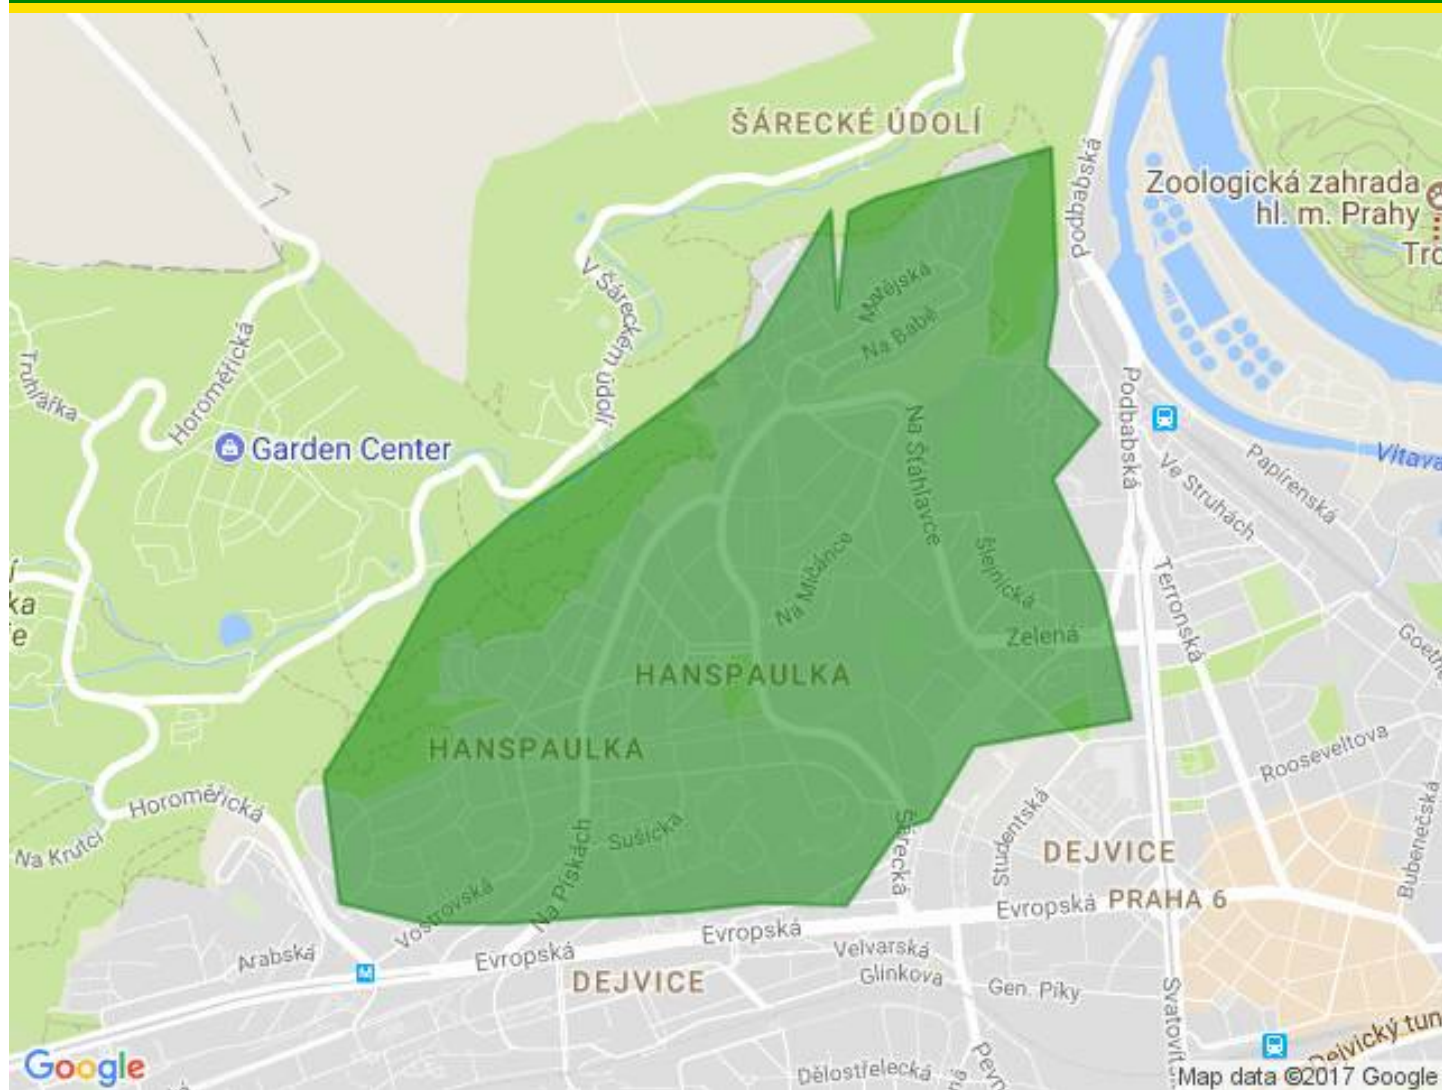 ŠÁRECKÉ ÚDOLÍ
Podbabská
Zoologická zahrada
hl. m. Prahy
V Šáreckém údolí
Matějská
Na Babě
Horoměřická
Truhlářka
Garden Center
Podbabská
Na Šťáhlavce
Ve Struhách
Papírenská
Vltava
Na Mičánce
Šlejnická
Zelená
Terronská
HANSPAULKA
HANSPAULKA
Rooseveltova
Horoměřická
Na Krutci
Na Pískách
Sušická
Šárecká
Studentská
DEJVICE
Bubenečská
Vostrovská
Evropská
PRAHA 6
Arabská
M
Evropská
Evropská
Velvarská
Glinkova
DEJVICE
Gen. Píky
Google
Dělostřelecká
Map data ©2017 Google